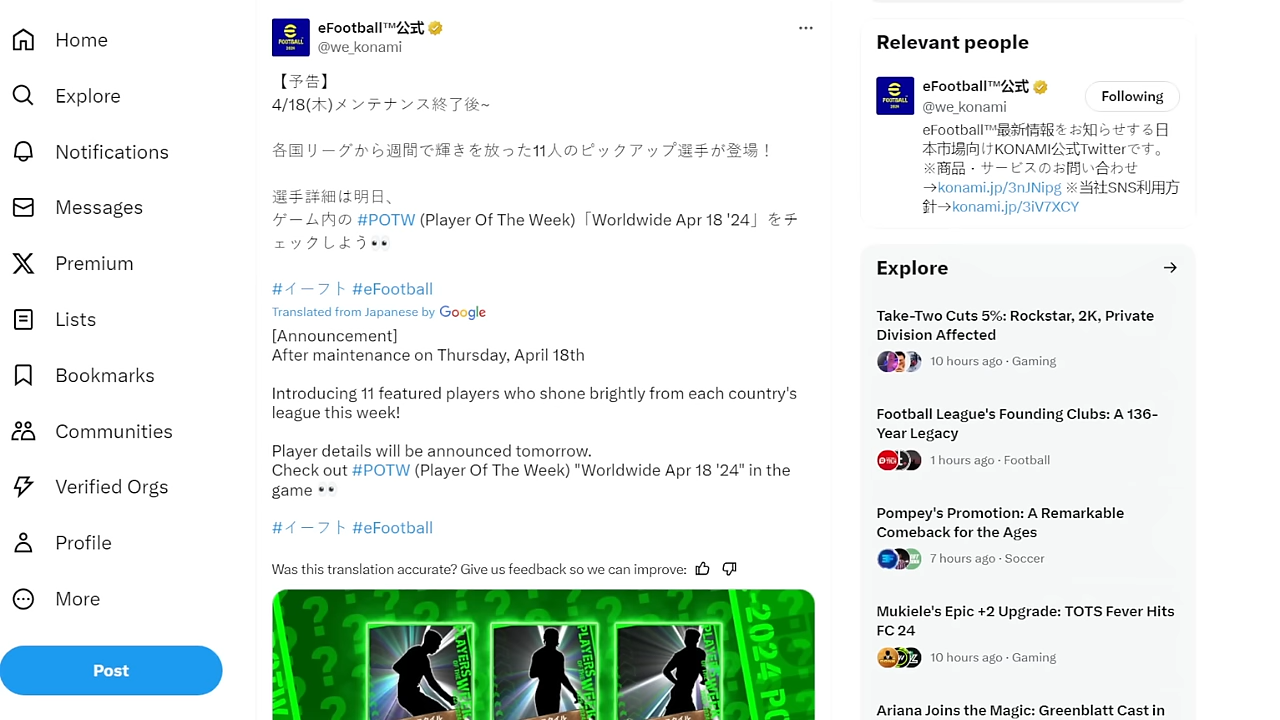 Home
Explore
Notifications
Messages
Premium
Lists
Bookmarks
Communities
Verified Orgs
Profile
More
Post
eFootball™公式
@we_konami
【予告】
4/18(木)メンテナンス終了後~
各国リーグから週間で輝きを放った11人のピックアップ選手が登場！
選手詳細は明日、
ゲーム内の #POTW (Player Of The Week)「Worldwide Apr 18 '24」をチ
ェックしよう👀
#イーフト #eFootball
Translated from Japanese by Google
[Announcement]
After maintenance on Thursday, April 18th
Introducing 11 featured players who shone brightly from each country's
league this week!
Player details will be announced tomorrow.
Check out #POTW (Player Of The Week) "Worldwide Apr 18 '24" in the
game 👀
#イーフト #eFootball
Was this translation accurate? Give us feedback so we can improve:
Relevant people
eFootball™公式
@we_konami
Following
eFootball™最新情報をお知らせする日
本市場向けKONAMI公式Twitterです。
※商品・サービスのお問い合わせ
→konami.jp/3nJNipg ※当社SNS利用方
針→konami.jp/3iV7XCY
Explore
Take-Two Cuts 5%: Rockstar, 2K, Private
Division Affected
10 hours ago · Gaming
Football League's Founding Clubs: A 136-
Year Legacy
1 hours ago · Football
Pompey's Promotion: A Remarkable
Comeback for the Ages
7 hours ago · Soccer
Mukiele's Epic +2 Upgrade: TOTS Fever Hits
FC 24
10 hours ago · Gaming
Ariana Joins the Magic: Greenblatt Cast in